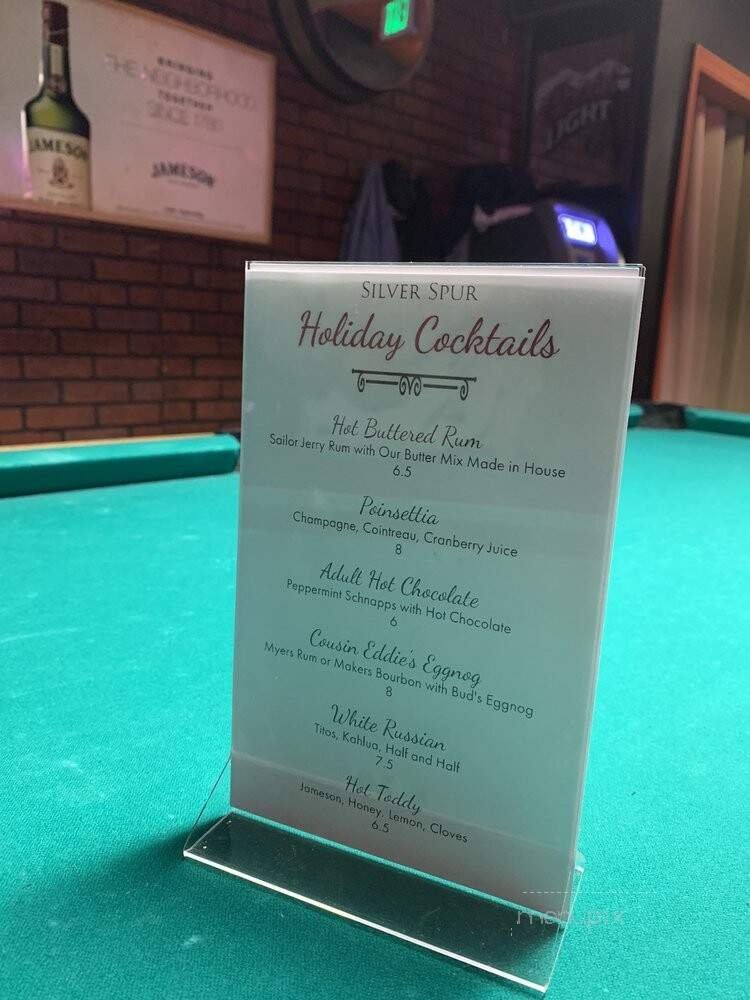 BRINGING
THE NEIGHBORHOOD
TOGETHER
SINCE 1780
JAMESON
JAMESON
LIGHT
SILVER SPUR
Holiday Cocktails
Hot Buttered Rum
Sailor Jerry Rum with Our Butter Mix Made in House
6.5
Poinsettia
Champagne, Cointreau, Cranberry Juice
8
Adult Hot Chocolate
Peppermint Schnapps with Hot Chocolate
6
Cousin Eddie's Eggnog
Myers Rum or Makers Bourbon with Bud's Eggnog
8
White Russian
Titos, Kahlua, Half and Half
7.5
Hot Toddy
Jameson, Honey, Lemon, Cloves
6.5
menupix